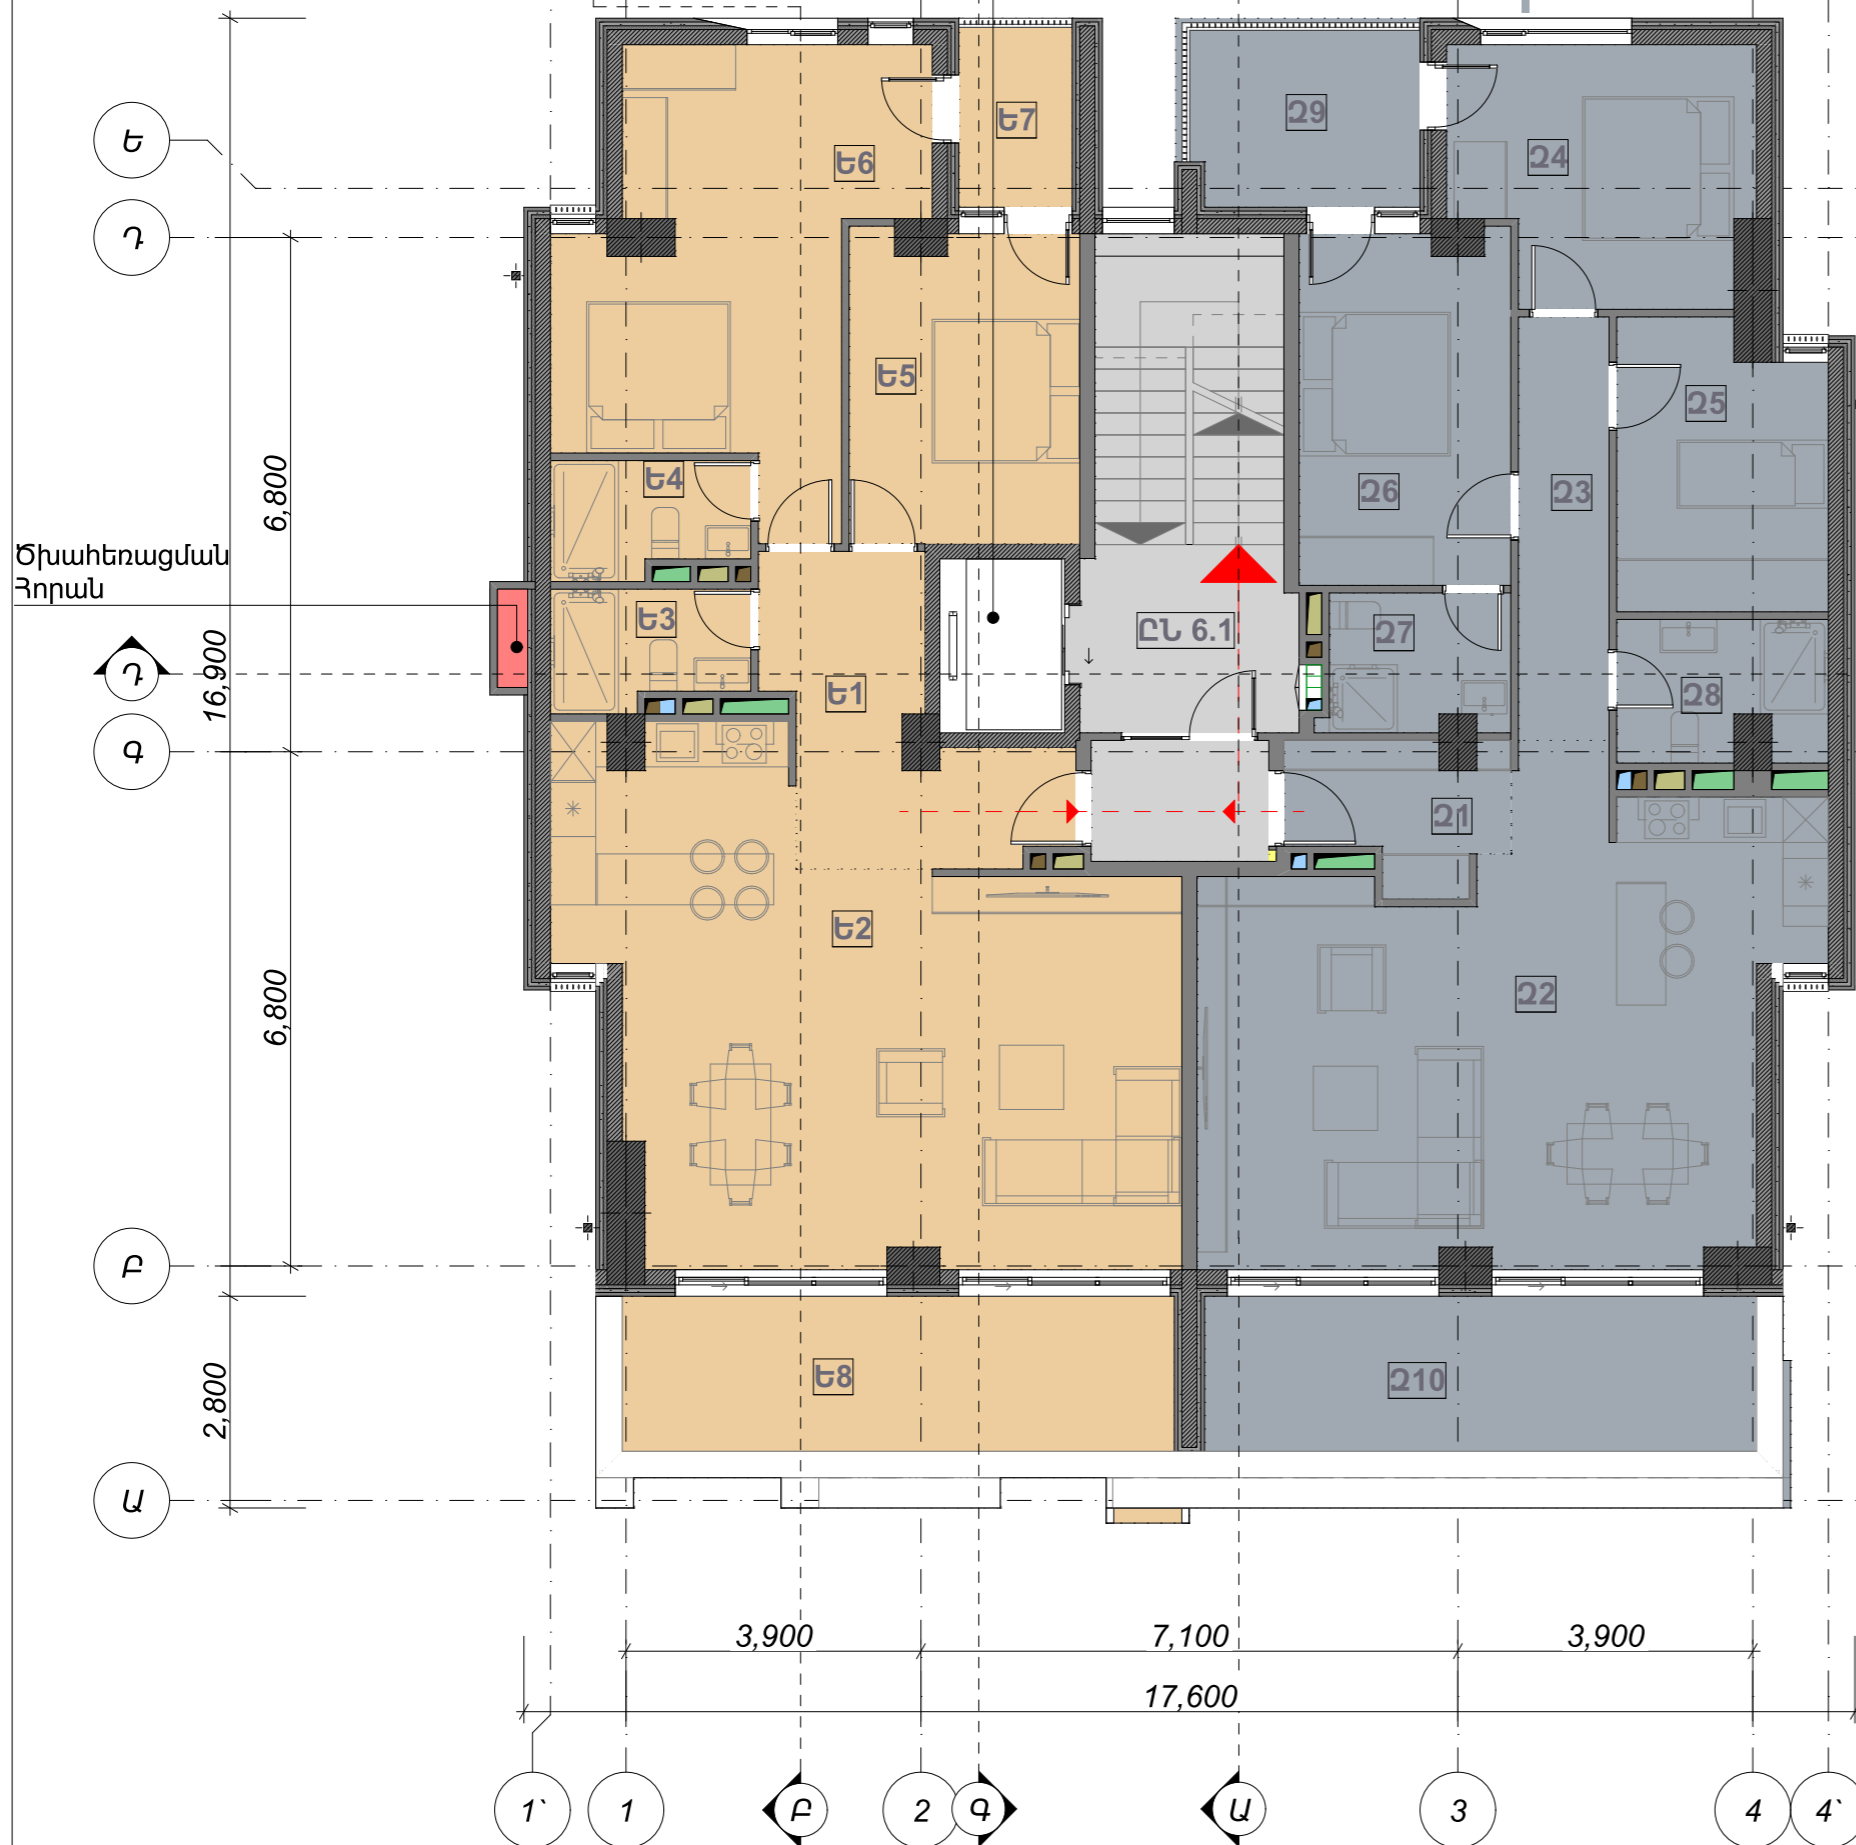 Ե7
Զ9
Ե
Ե6
Զ4
Դ
Ե5
Զ5
6,800
Ե4
Զ6
Զ3
Ծխահեռացման
Հորան
Ե3
ԸՆ 6.1
Զ7
16,900
Դ
Ե1
Զ8
Գ
Զ1
Ե2
6,800
Զ2
Բ
2,800
Ե8
Զ10
Ա
3,900
7,100
3,900
17,600
1`
1
Բ
2
Գ
Ա
3
4
4`